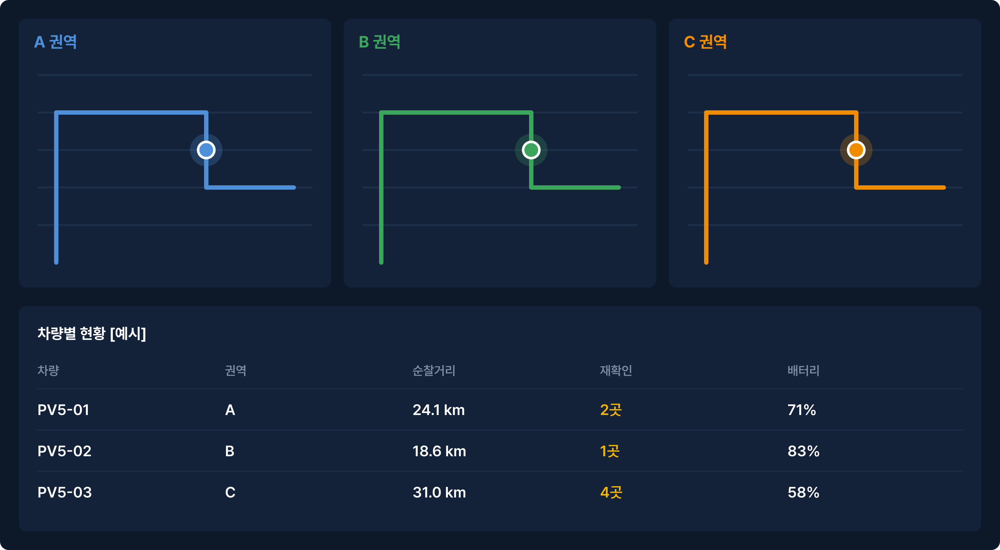 A 권역
B 권역
C 권역
차량별 현황 [예시]
차량 권역 순찰거리 재확인 배터리
PV5-01 A 24.1 km 2곳 71%
PV5-02 B 18.6 km 1곳 83%
PV5-03 C 31.0 km 4곳 58%